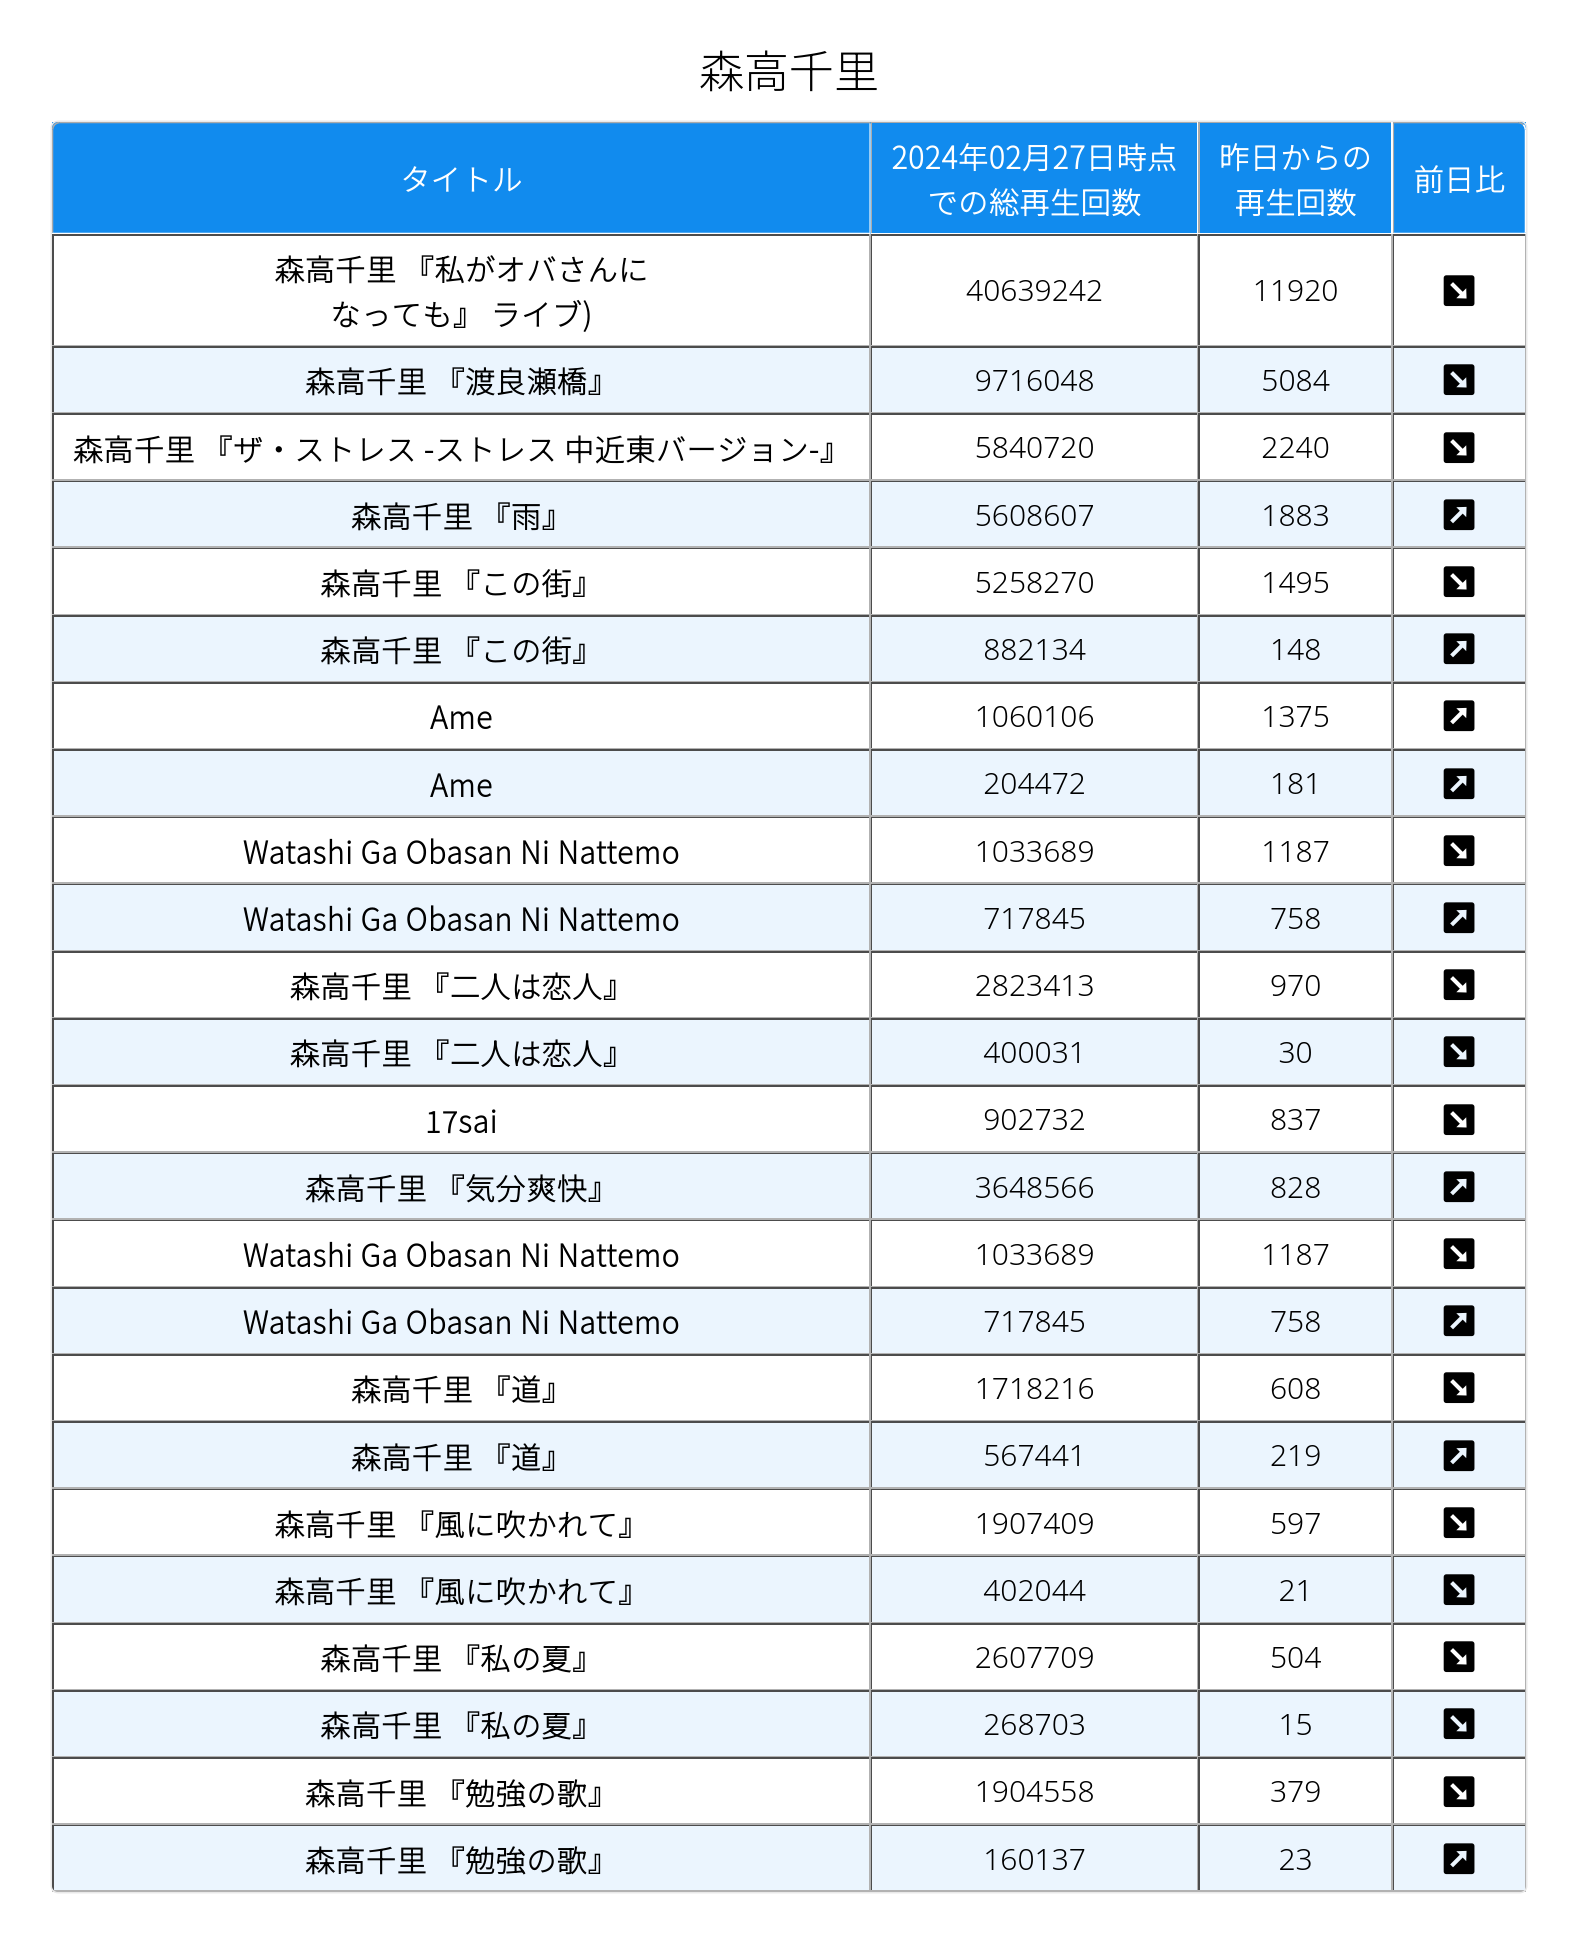 森高千里
タイトル 2024年02月27日時点 昨日からの 前日比
での総再生回数 再生回数
森高千里 『私がオバさんに
なっても』 ライブ) 40639242 11920 ↘
森高千里 『渡良瀬橋』 9716048 5084 ↘
森高千里 『ザ・ストレス -ストレス 中近東バージョン-』 5840720 2240 ↘
森高千里 『雨』 5608607 1883 ↗
森高千里 『この街』 5258270 1495 ↘
森高千里 『この街』 882134 148 ↗
Ame 1060106 1375 ↗
Ame 204472 181 ↗
Watashi Ga Obasan Ni Nattemo 1033689 1187 ↘
Watashi Ga Obasan Ni Nattemo 717845 758 ↗
森高千里 『二人は恋人』 2823413 970 ↘
森高千里 『二人は恋人』 400031 30 ↘
17sai 902732 837 ↘
森高千里 『気分爽快』 3648566 828 ↗
Watashi Ga Obasan Ni Nattemo 1033689 1187 ↘
Watashi Ga Obasan Ni Nattemo 717845 758 ↗
森高千里 『道』 1718216 608 ↘
森高千里 『道』 567441 219 ↗
森高千里 『風に吹かれて』 1907409 597 ↘
森高千里 『風に吹かれて』 402044 21 ↘
森高千里 『私の夏』 2607709 504 ↘
森高千里 『私の夏』 268703 15 ↘
森高千里 『勉強の歌』 1904558 379 ↘
森高千里 『勉強の歌』 160137 23 ↗